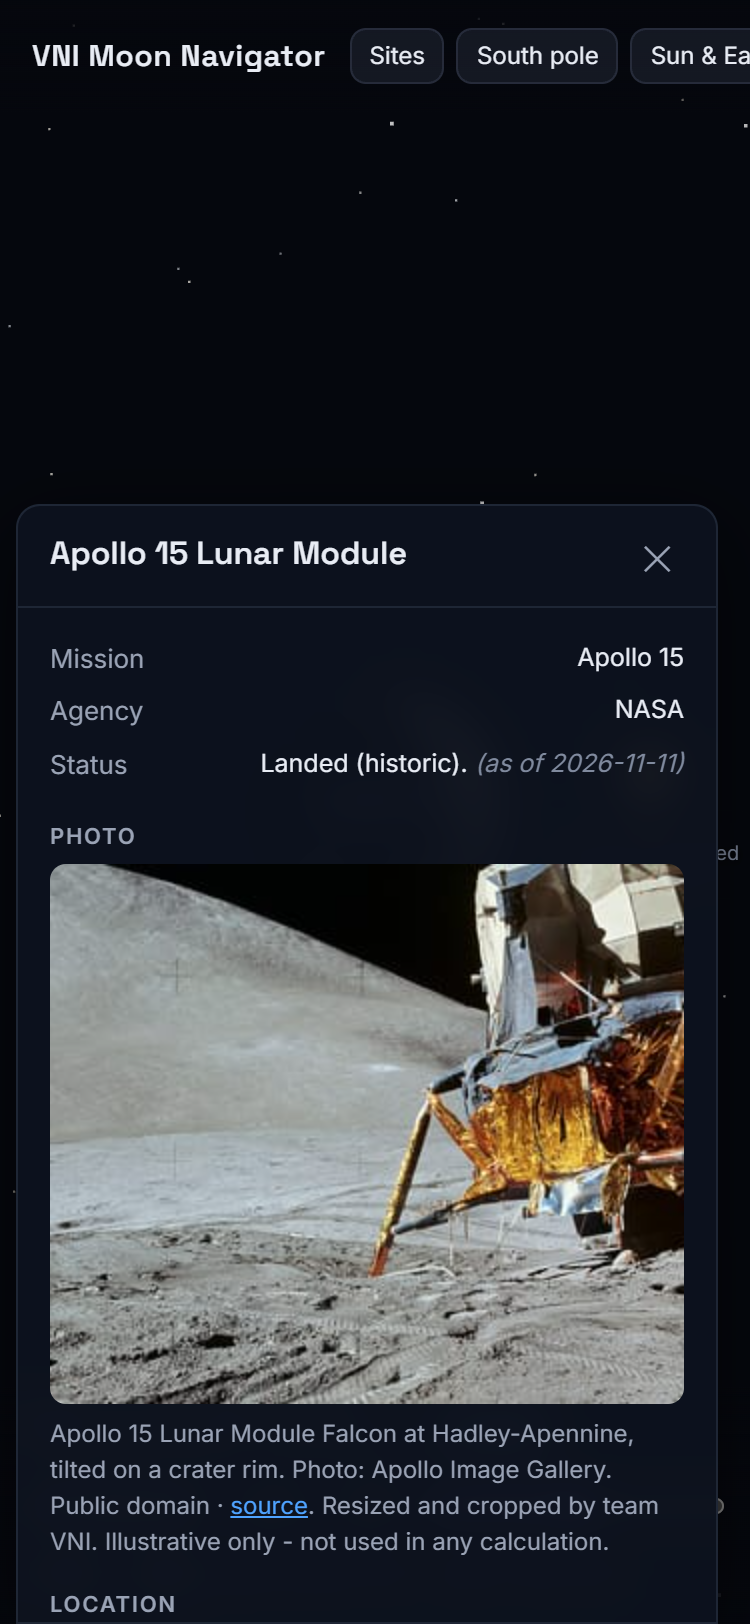 VNI Moon Navigator
Sites
South pole
Sun & Ea
Apollo 15 Lunar Module
Mission
Apollo 15
Agency
NASA
Status
Landed (historic). (as of 2026-11-11)
PHOTO
ed
Apollo 15 Lunar Module Falcon at Hadley-Apennine,
tilted on a crater rim. Photo: Apollo Image Gallery.
Public domain · source. Resized and cropped by team
VNI. Illustrative only - not used in any calculation.
LOCATION